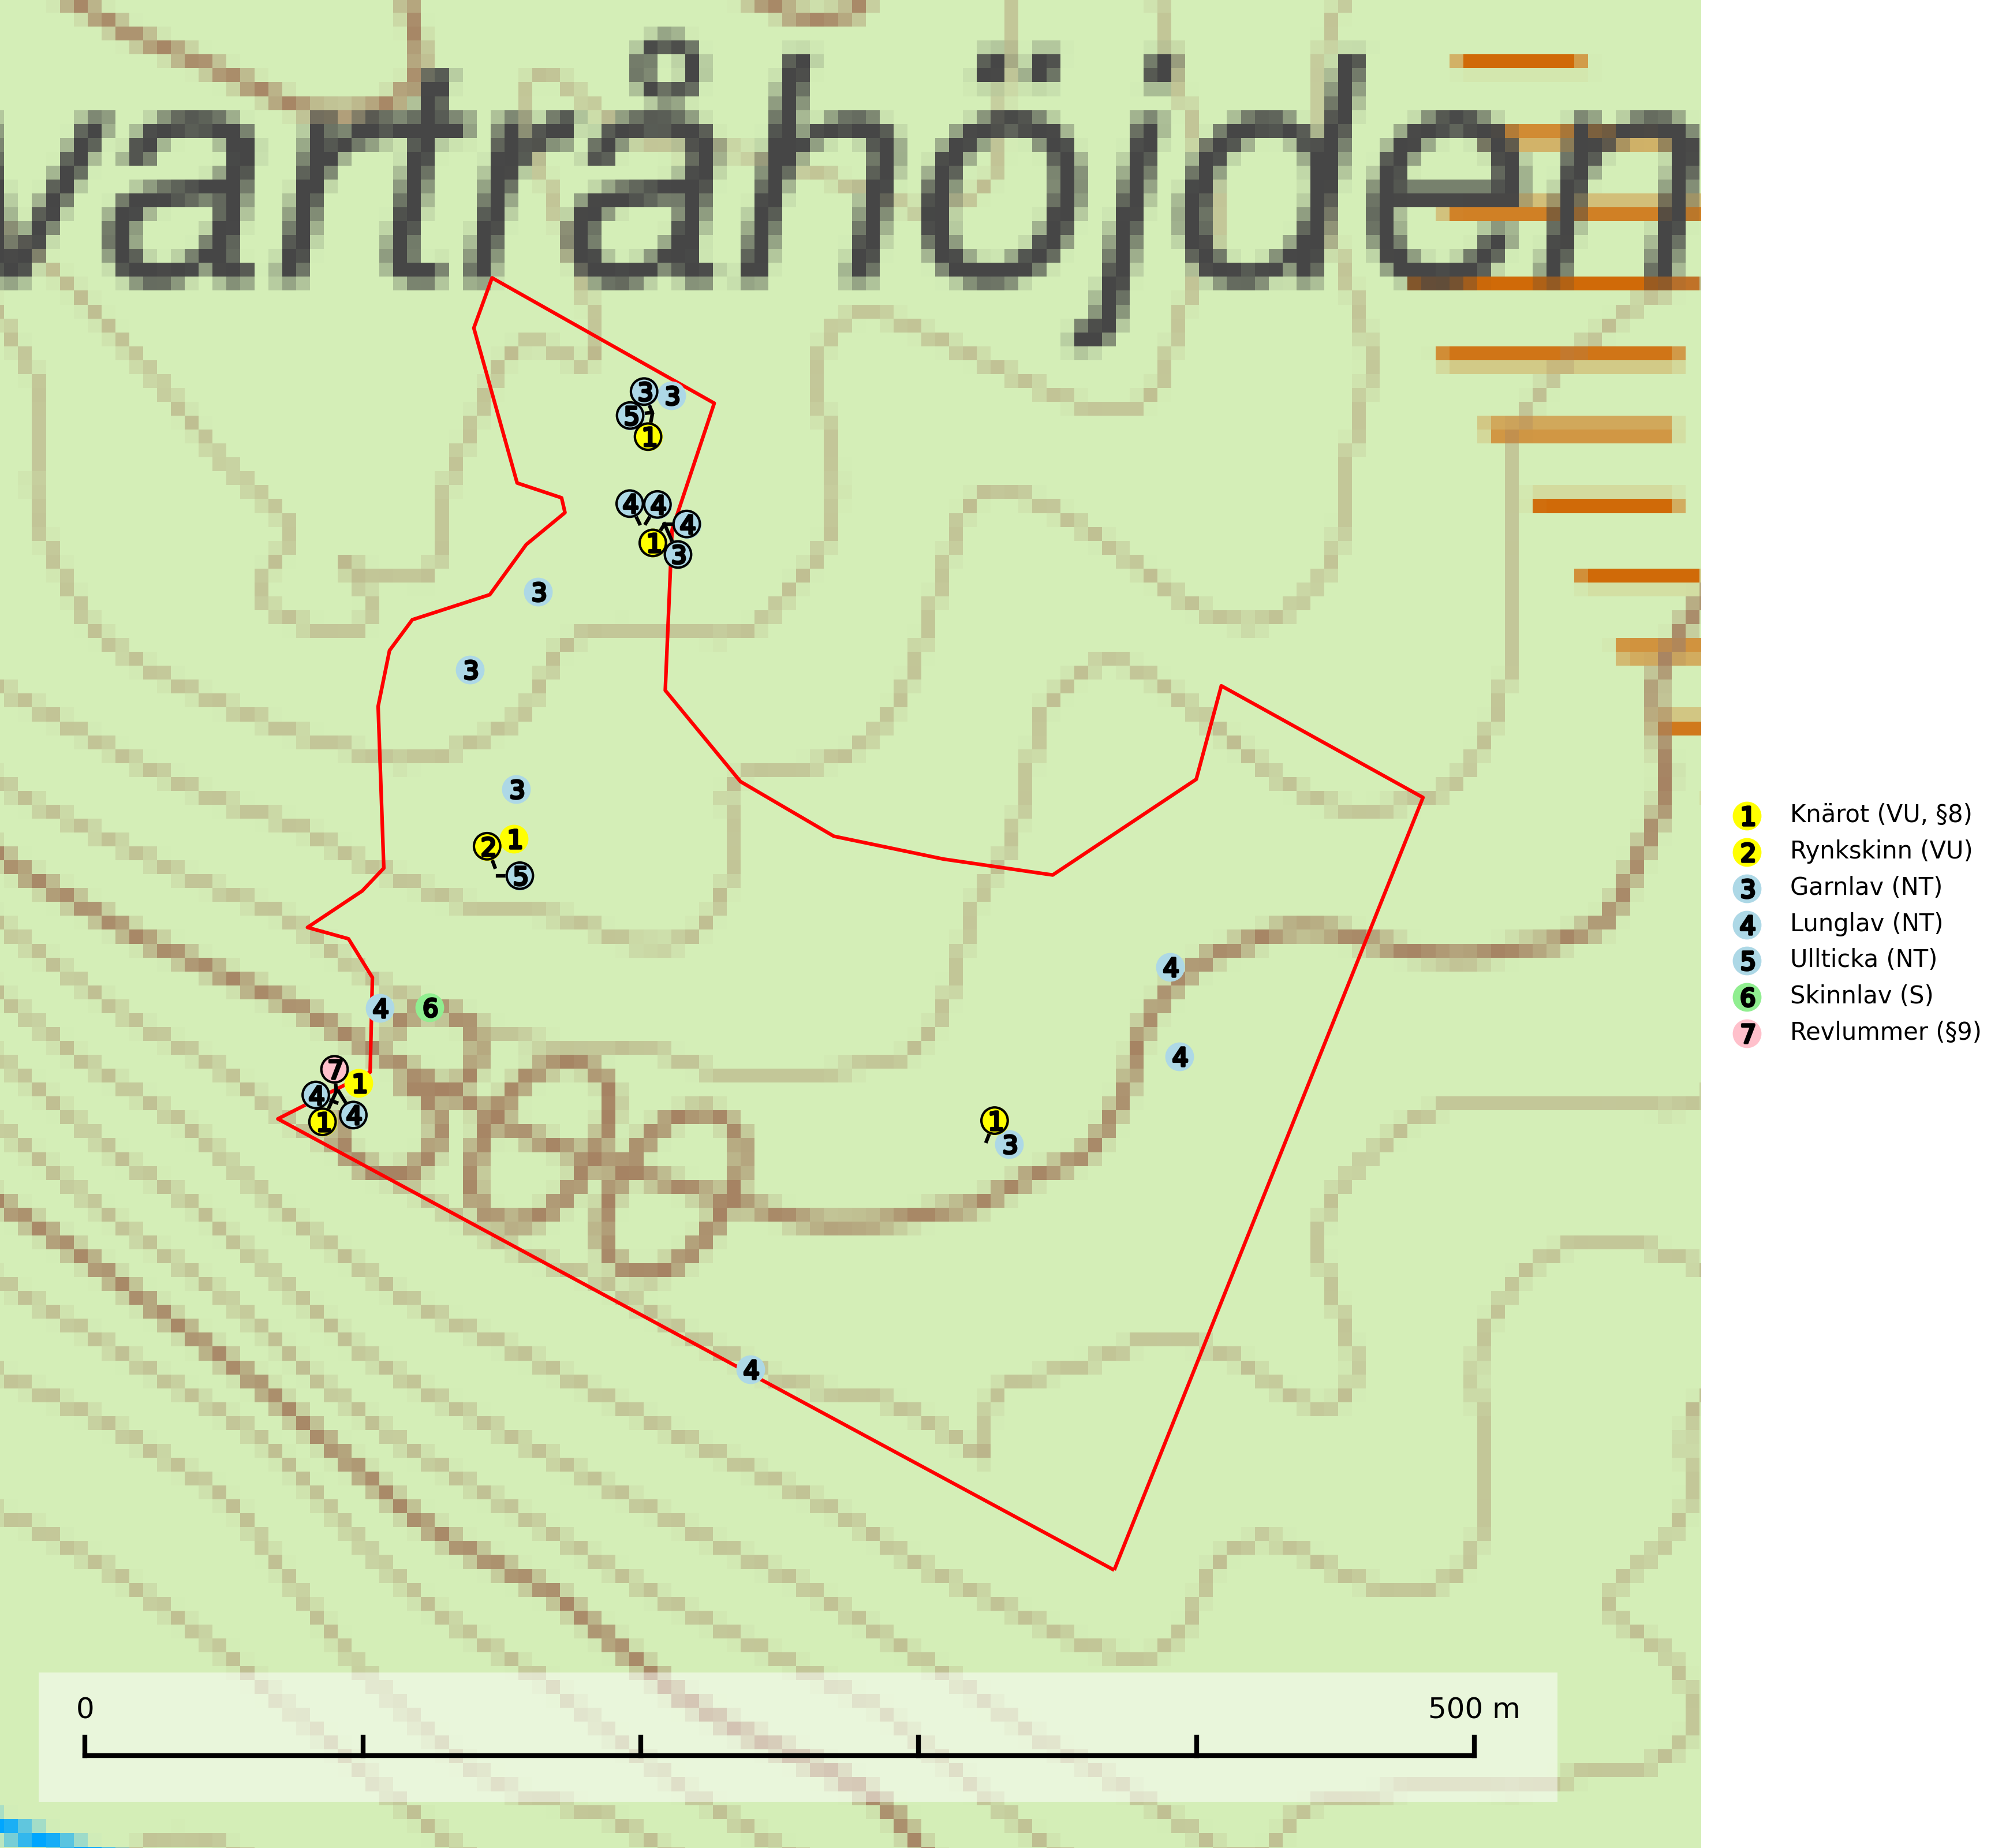 vartråhöjden
3 3
5
1
4 4
4
1
3
3
3
3
1
2
5
4 6
7
1
4
4
1
4
4
1
3
4
0 500 m
1 Knärot (VU, §8)
2 Rynkskinn (VU)
3 Garnlav (NT)
4 Lunglav (NT)
5 Ullticka (NT)
6 Skinnlav (S)
7 Revlummer (§9)